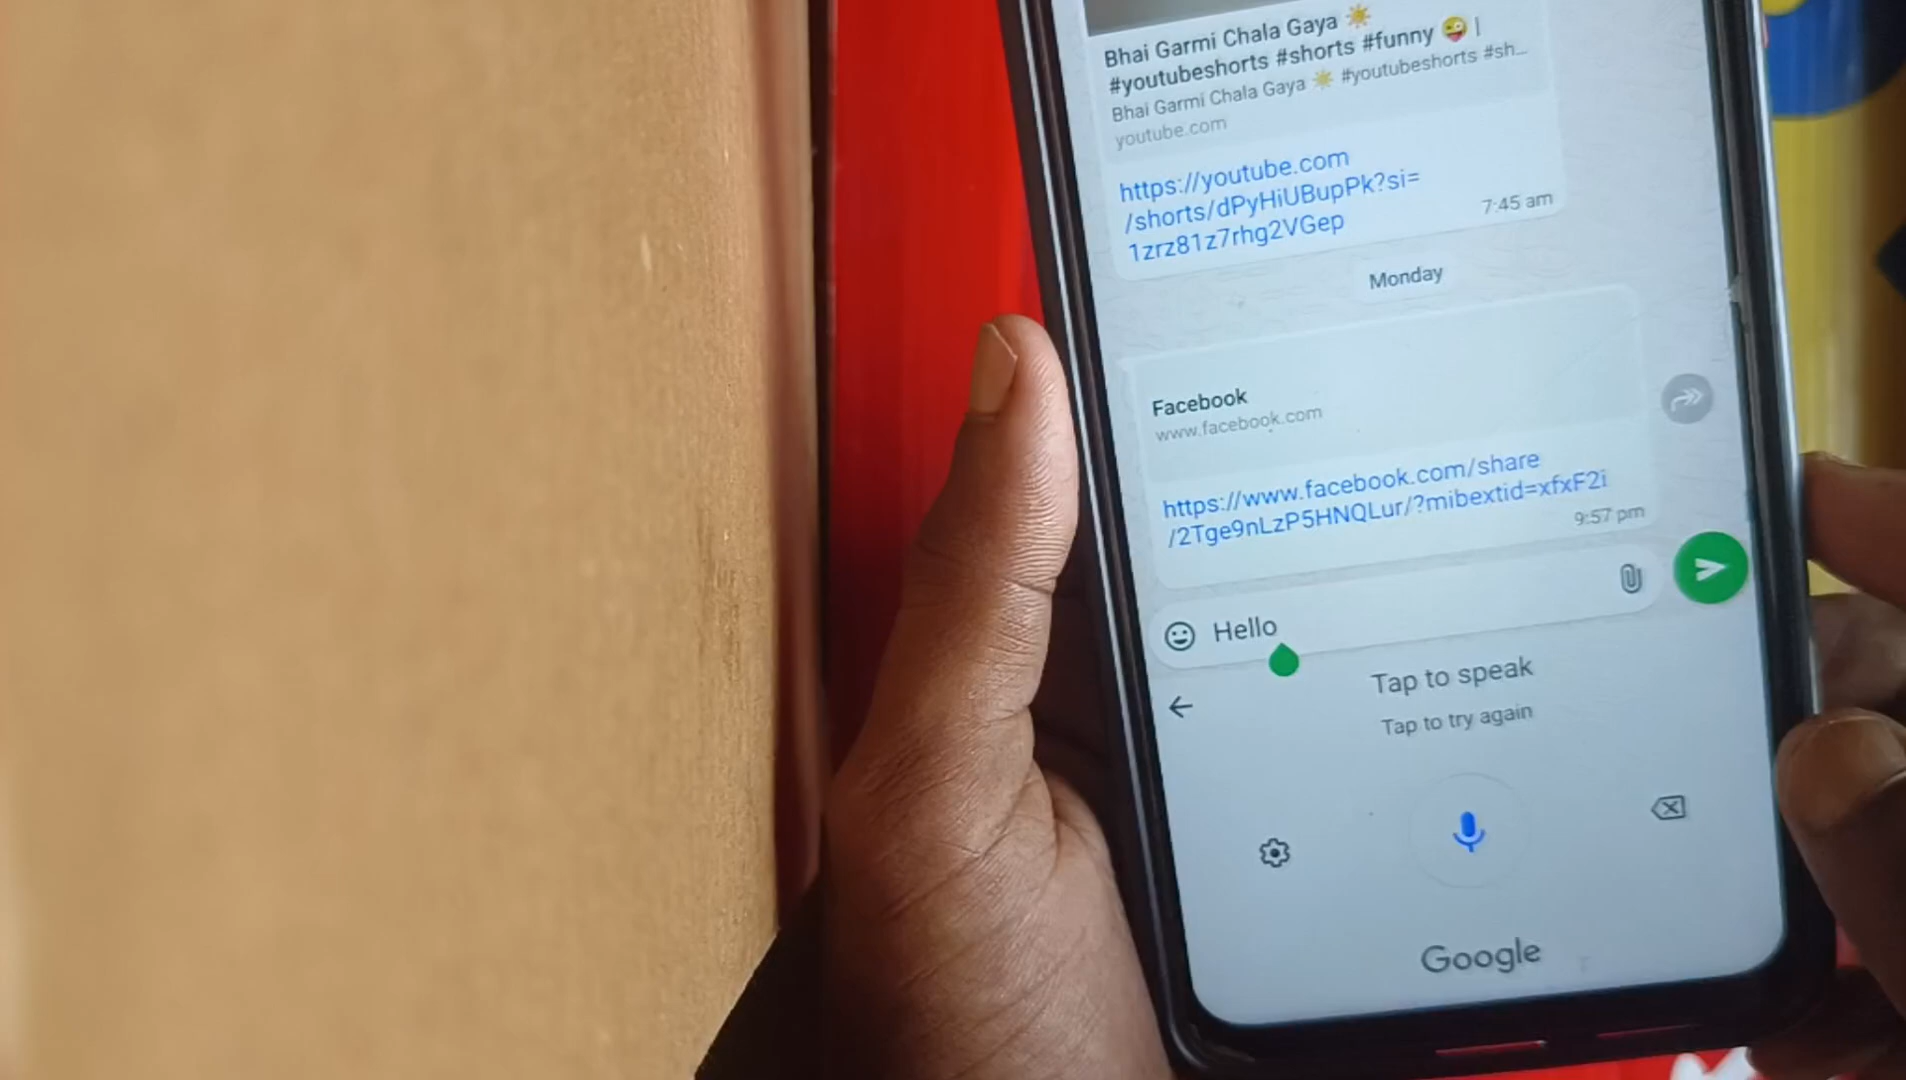 Bhai Garmi Chala Gaya ☀️
#youtubeshorts #shorts #funny 😜 |
Bhai Garmi Chala Gaya ☀️ #youtubeshorts #sh...
youtube.com
https://youtube.com
/shorts/dPyHiUBupPk?si=
1zrz81z7rhg2VGep
7:45 am
Monday
Facebook
www.facebook.com
https://www.facebook.com/share
/2Tge9nLzP5HNQLur/?mibextid=xfxF2i
9:57 pm
Hello
Tap to speak
Tap to try again
Google